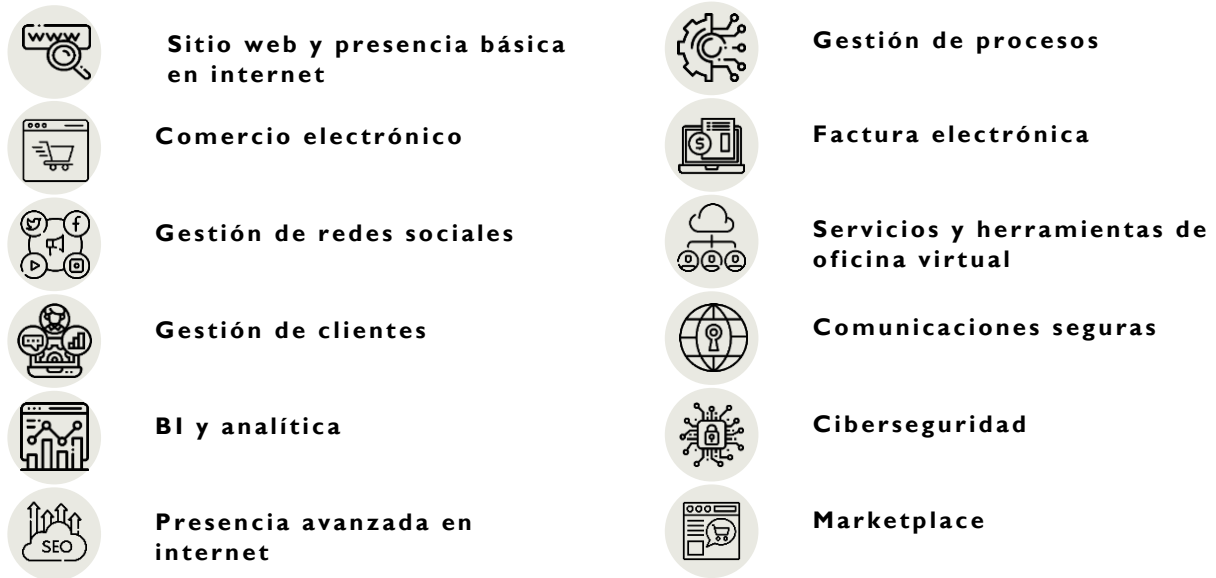 www
Sitio web y presencia básica
en internet
Comercio electrónico
Gestión de redes sociales
Gestión de clientes
BI y analítica
SEO
Presencia avanzada en
internet
Gestión de procesos
$
Factura electrónica
Servicios y herramientas de
oficina virtual
Comunicaciones seguras
Ciberseguridad
Marketplace